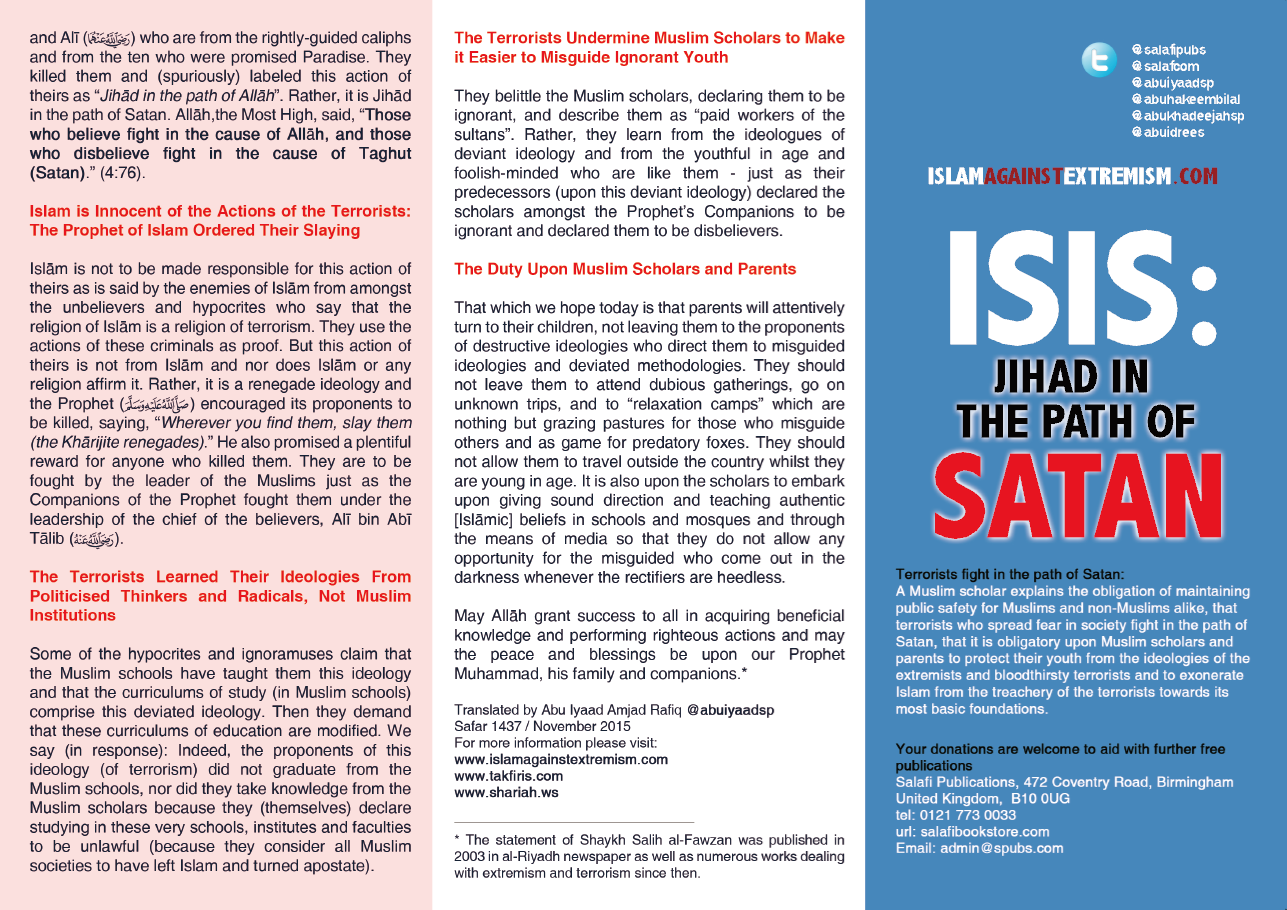 and Alī (رضي الله عنهما) who are from the rightly-guided caliphs
and from the ten who were promised Paradise. They
killed them and (spuriously) labeled this action of
theirs as “Jihād in the path of Allāh”. Rather, it is Jihād
in the path of Satan. Allāh,the Most High, said, “Those
who believe fight in the cause of Allāh, and those
who disbelieve fight in the cause of Taghut
(Satan).” (4:76).
Islam is Innocent of the Actions of the Terrorists:
The Prophet of Islam Ordered Their Slaying
Islām is not to be made responsible for this action of
theirs as is said by the enemies of Islām from amongst
the unbelievers and hypocrites who say that the
religion of Islām is a religion of terrorism. They use the
actions of these criminals as proof. But this action of
theirs is not from Islām and nor does Islām or any
religion affirm it. Rather, it is a renegade ideology and
the Prophet (صلى الله عليه وسلم) encouraged its proponents to
be killed, saying, “Wherever you find them, slay them
(the Khārijite renegades).” He also promised a plentiful
reward for anyone who killed them. They are to be
fought by the leader of the Muslims just as the
Companions of the Prophet fought them under the
leadership of the chief of the believers, Alī bin Abī
Tālib (رضي الله عنه).
The Terrorists Learned Their Ideologies From
Politicised Thinkers and Radicals, Not Muslim
Institutions
Some of the hypocrites and ignoramuses claim that
the Muslim schools have taught them this ideology
and that the curriculums of study (in Muslim schools)
comprise this deviated ideology. Then they demand
that these curriculums of education are modified. We
say (in response): Indeed, the proponents of this
ideology (of terrorism) did not graduate from the
Muslim schools, nor did they take knowledge from the
Muslim scholars because they (themselves) declare
studying in these very schools, institutes and faculties
to be unlawful (because they consider all Muslim
societies to have left Islam and turned apostate).
The Terrorists Undermine Muslim Scholars to Make
it Easier to Misguide Ignorant Youth
They belittle the Muslim scholars, declaring them to be
ignorant, and describe them as “paid workers of the
sultans”. Rather, they learn from the ideologues of
deviant ideology and from the youthful in age and
foolish-minded who are like them - just as their
predecessors (upon this deviant ideology) declared the
scholars amongst the Prophet’s Companions to be
ignorant and declared them to be disbelievers.
The Duty Upon Muslim Scholars and Parents
That which we hope today is that parents will attentively
turn to their children, not leaving them to the proponents
of destructive ideologies who direct them to misguided
ideologies and deviated methodologies. They should
not leave them to attend dubious gatherings, go on
unknown trips, and to “relaxation camps” which are
nothing but grazing pastures for those who misguide
others and as game for predatory foxes. They should
not allow them to travel outside the country whilst they
are young in age. It is also upon the scholars to embark
upon giving sound direction and teaching authentic
[Islāmic] beliefs in schools and mosques and through
the means of media so that they do not allow any
opportunity for the misguided who come out in the
darkness whenever the rectifiers are heedless.
May Allāh grant success to all in acquiring beneficial
knowledge and performing righteous actions and may
the peace and blessings be upon our Prophet
Muhammad, his family and companions.*
Translated by Abu Iyaad Amjad Rafiq @abuiyaadsp
Safar 1437 / November 2015
For more information please visit:
www.islamagainstextremism.com
www.takfiris.com
www.shariah.ws
* The statement of Shaykh Salih al-Fawzan was published in
2003 in al-Riyadh newspaper as well as numerous works dealing
with extremism and terrorism since then.
@salafipubs
@salafcom
@abuiyaadsp
@abuhakeembilal
@abukhadeejahsp
@abuidrees
ISLAMAGAINSTEXTREMISM.COM
ISIS:
JIHAD IN
THE PATH OF
SATAN
Terrorists fight in the path of Satan:
A Muslim scholar explains the obligation of maintaining
public safety for Muslims and non-Muslims alike, that
terrorists who spread fear in society fight in the path of
Satan, that it is obligatory upon Muslim scholars and
parents to protect their youth from the ideologies of the
extremists and bloodthirsty terrorists and to exonerate
Islam from the treachery of the terrorists towards its
most basic foundations.
Your donations are welcome to aid with further free
publications
Salafi Publications, 472 Coventry Road, Birmingham
United Kingdom, B10 0UG
tel: 0121 773 0033
url: salafibookstore.com
Email: admin@spubs.com